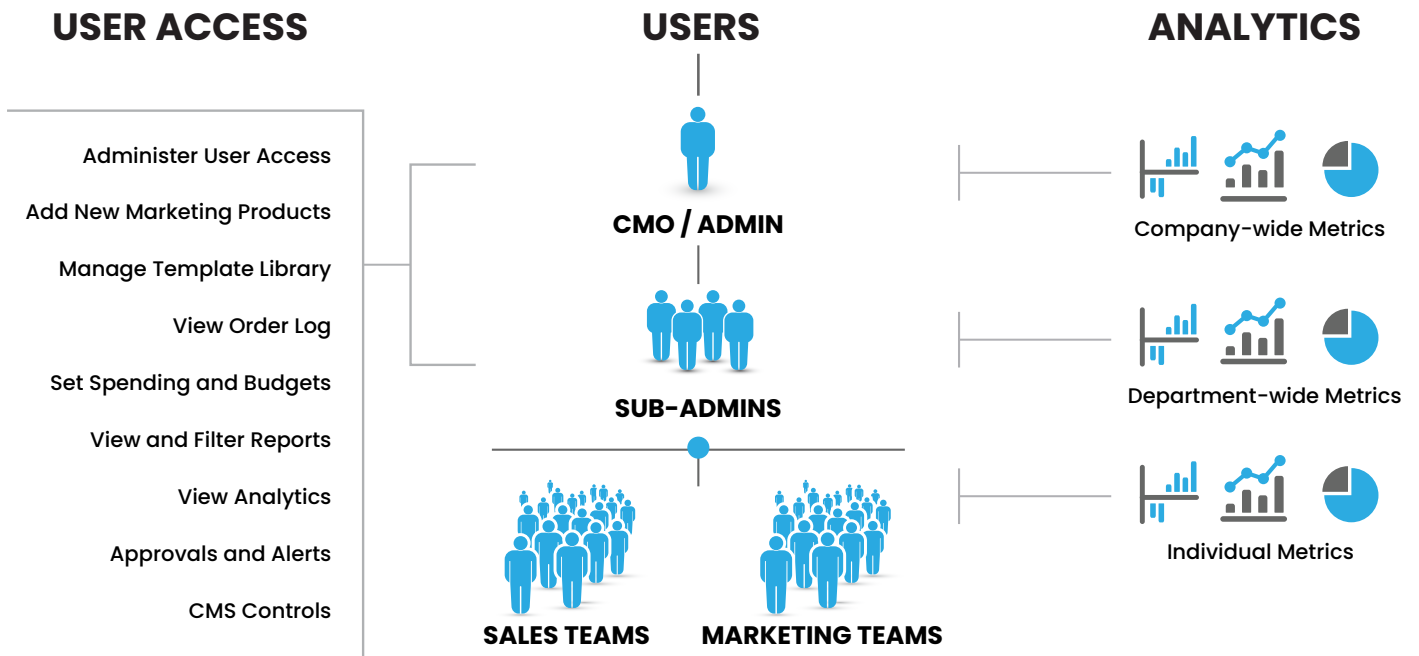 USER ACCESS
Administer User Access
Add New Marketing Products
Manage Template Library
View Order Log
Set Spending and Budgets
View and Filter Reports
View Analytics
Approvals and Alerts
CMS Controls
USERS
CMO / ADMIN
SUB-ADMINS
SALES TEAMS
MARKETING TEAMS
ANALYTICS
Company-wide Metrics
Department-wide Metrics
Individual Metrics